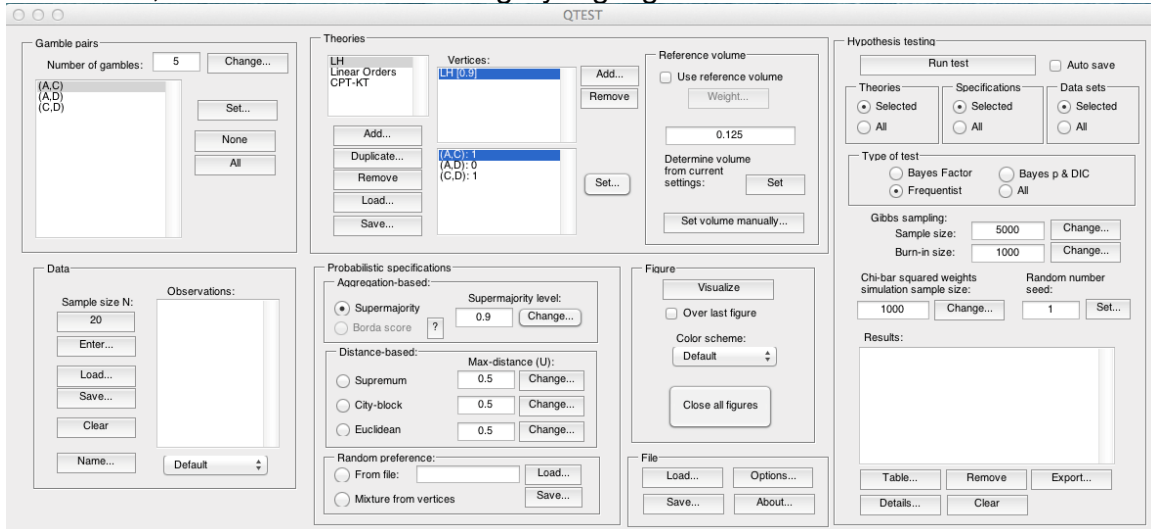 QTEST
Gamble pairs
Number of gambles: 5 Change...
(A,C)
(A,D)
(C,D)
Set...
None
All
Theories
LH
Linear Orders
CPT-KT
Add...
Duplicate...
Remove
Load...
Save...
Vertices:
LH [0.9]
Add...
Remove
(A,C): 1
(A,D): 0
(C,D): 1
Set...
Reference volume
Use reference volume
Weight...
0.125
Determine volume
from current
settings: Set
Set volume manually...
Hypothesis testing
Run test Auto save
Theories
Selected
All
Specifications
Selected
All
Data sets
Selected
All
Type of test
Bayes Factor Bayes p & DIC
Frequentist All
Gibbs sampling:
Sample size: 5000 Change...
Burn-in size: 1000 Change...
Chi-bar squared weights
simulation sample size:
1000 Change...
Random number
seed:
1 Set...
Results:
Table... Remove Export...
Details... Clear
Data
Sample size N:
20
Enter...
Load...
Save...
Clear
Name...
Observations:
Default
Probabilistic specifications
Aggregation-based:
Supermajority
Borda score ?
Supermajority level:
0.9 Change...
Distance-based:
Max-distance (U):
Supremum 0.5 Change...
City-block 0.5 Change...
Euclidean 0.5 Change...
Random preference:
From file: Load...
Mixture from vertices Save...
Figure
Visualize
Over last figure
Color scheme:
Default
Close all figures
File
Load... Options...
Save... About...